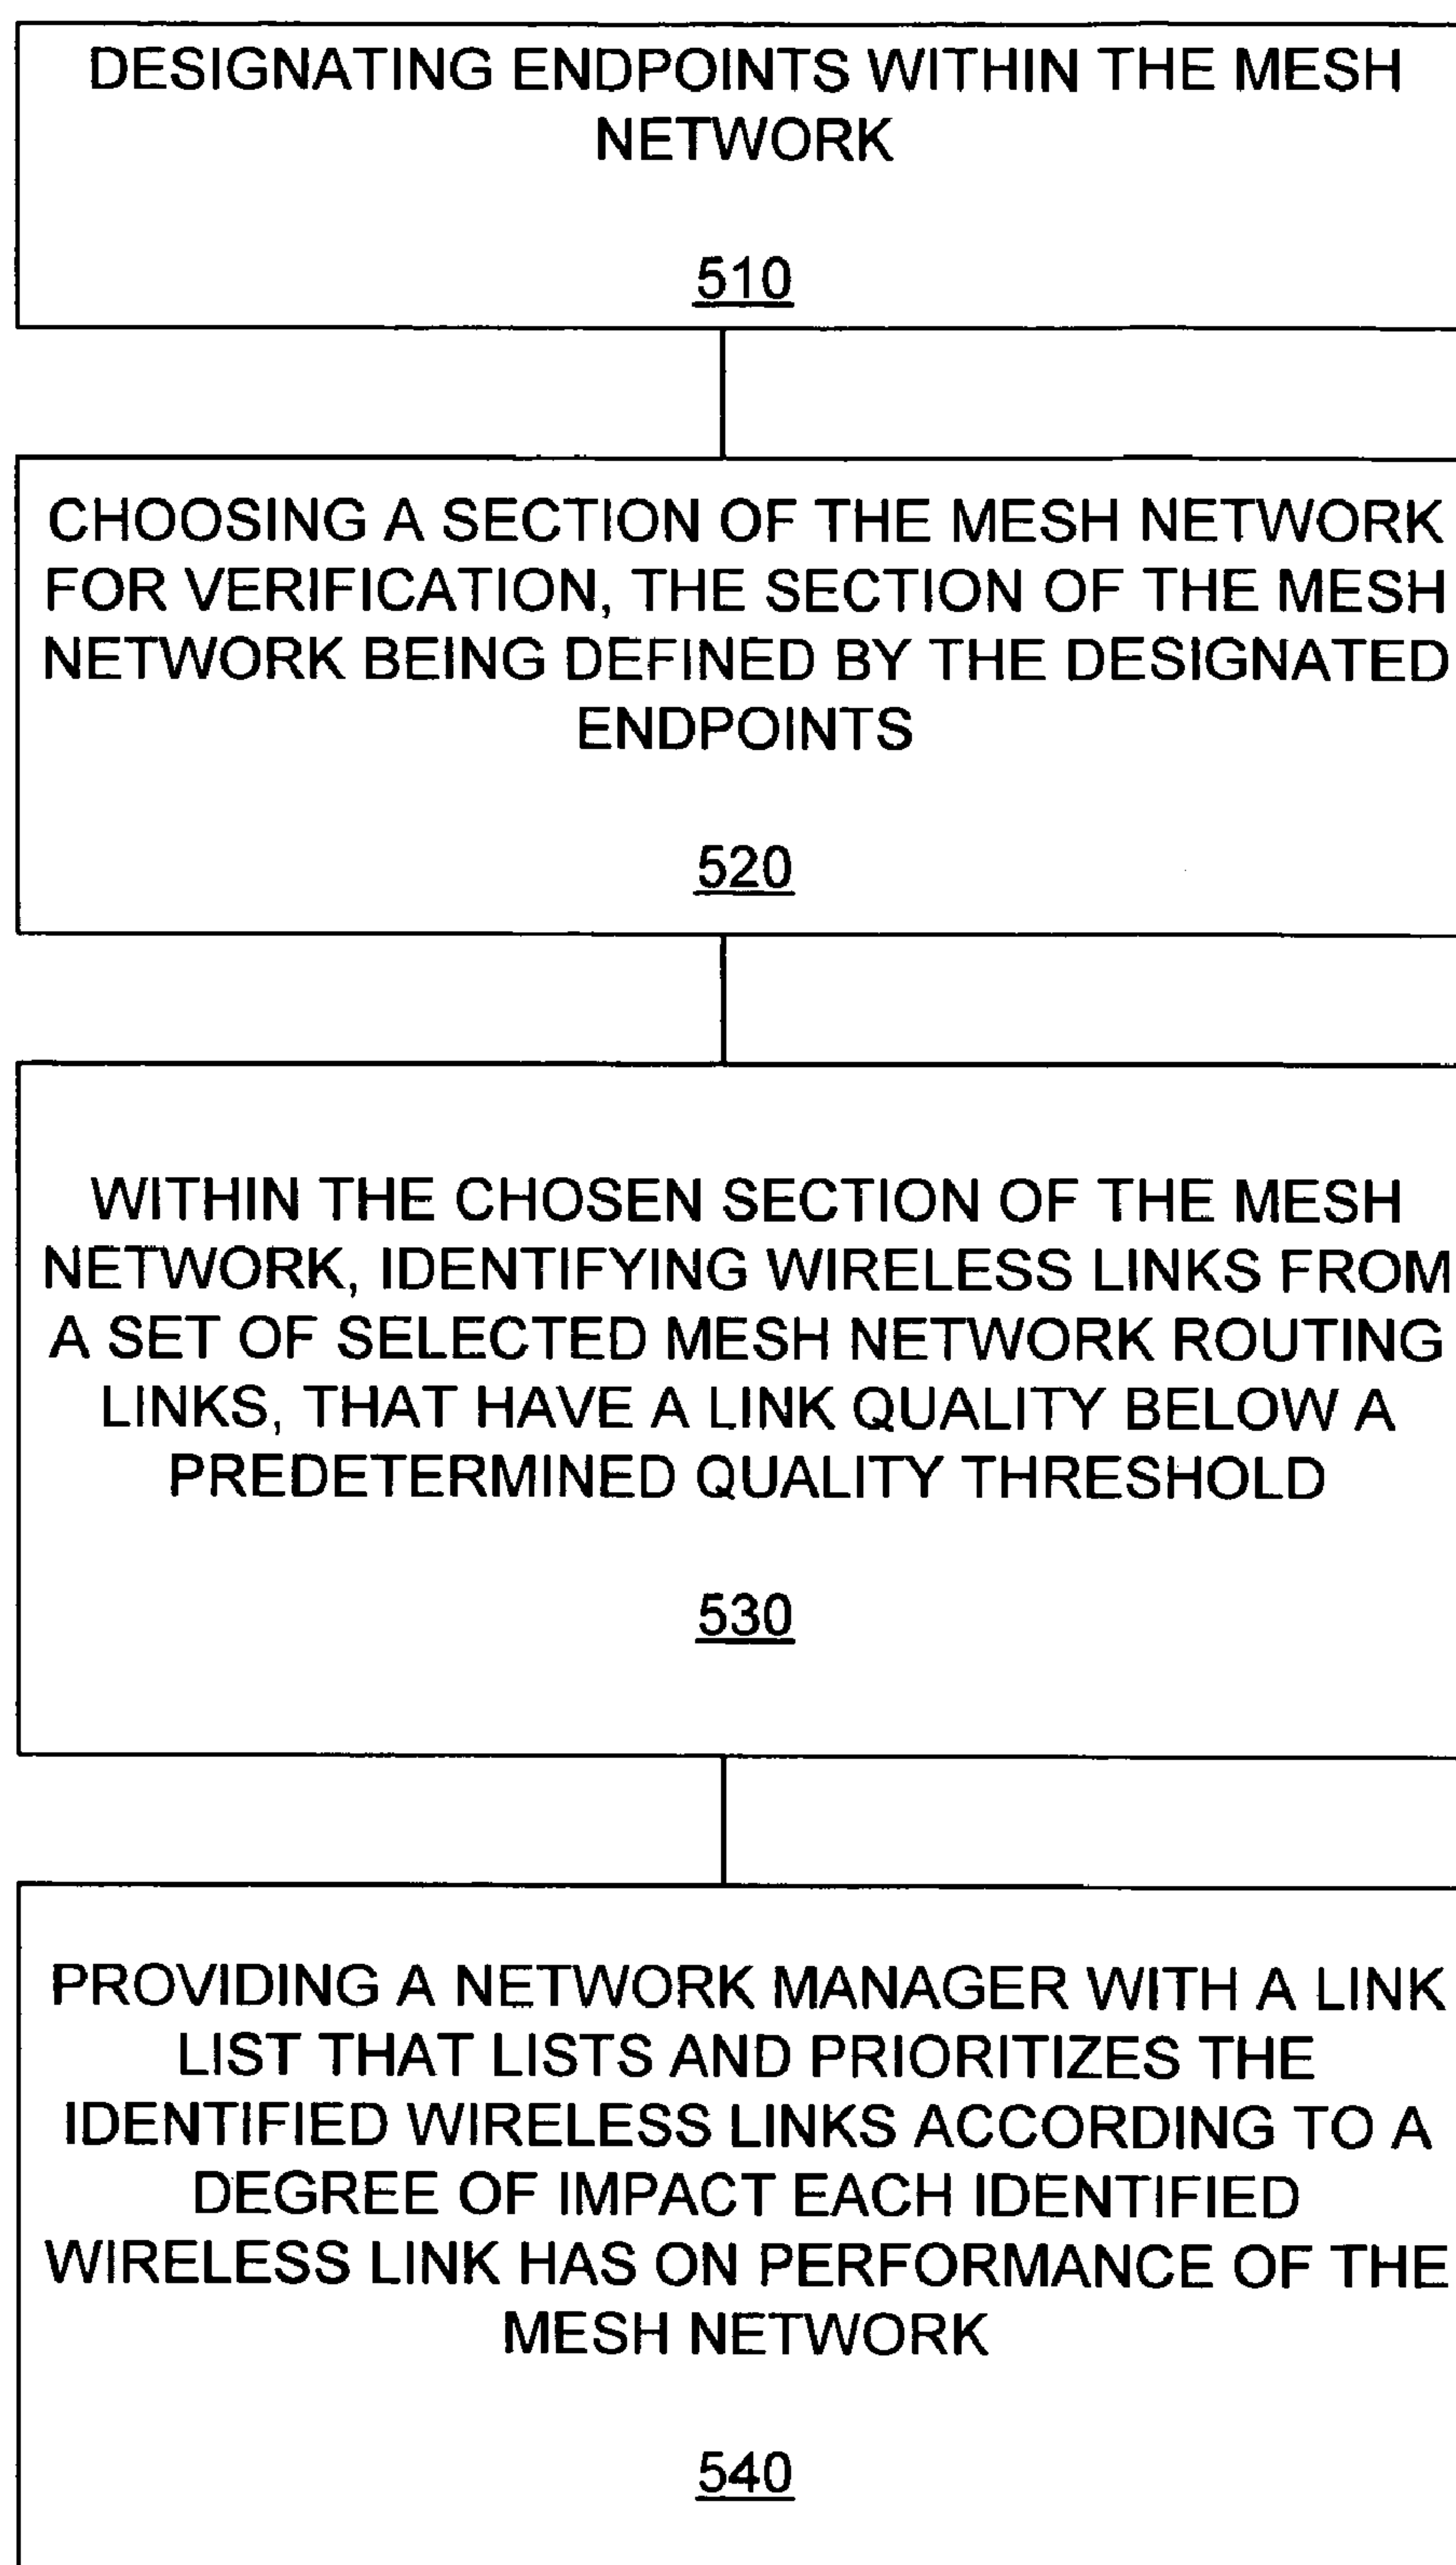 DESIGNATING ENDPOINTS WITHIN THE MESH
NETWORK
510
CHOOSING A SECTION OF THE MESH NETWORK
FOR VERIFICATION, THE SECTION OF THE MESH
NETWORK BEING DEFINED BY THE DESIGNATED
ENDPOINTS
520
WITHIN THE CHOSEN SECTION OF THE MESH
NETWORK, IDENTIFYING WIRELESS LINKS FROM
A SET OF SELECTED MESH NETWORK ROUTING
LINKS, THAT HAVE A LINK QUALITY BELOW A
PREDETERMINED QUALITY THRESHOLD
530
PROVIDING A NETWORK MANAGER WITH A LINK
LIST THAT LISTS AND PRIORITIZES THE
IDENTIFIED WIRELESS LINKS ACCORDING TO A
DEGREE OF IMPACT EACH IDENTIFIED
WIRELESS LINK HAS ON PERFORMANCE OF THE
MESH NETWORK
540